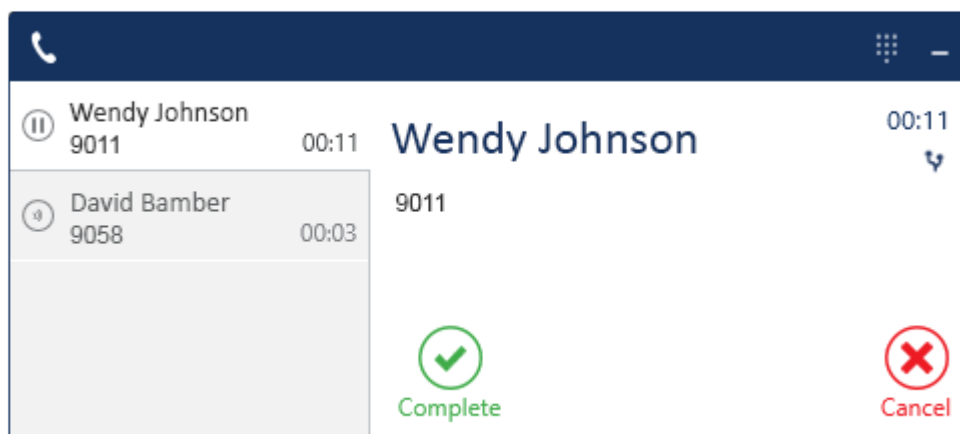 Wendy Johnson
9011 00:11
David Bamber
9058 00:03
Wendy Johnson
00:11
9011
Complete
Cancel